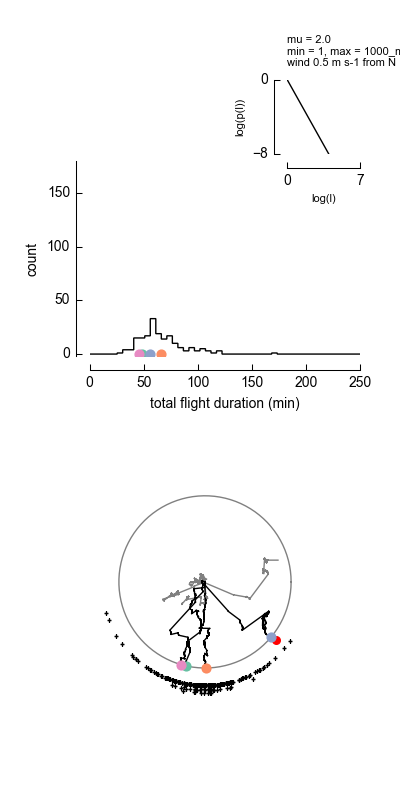 mu = 2.0
min = 1, max = 1000_m
wind 0.5 m s-1 from N
0
log(p(l))
−8
0
7
log(l)
150
100
50
0
count
0
50
100
150
200
250
total flight duration (min)